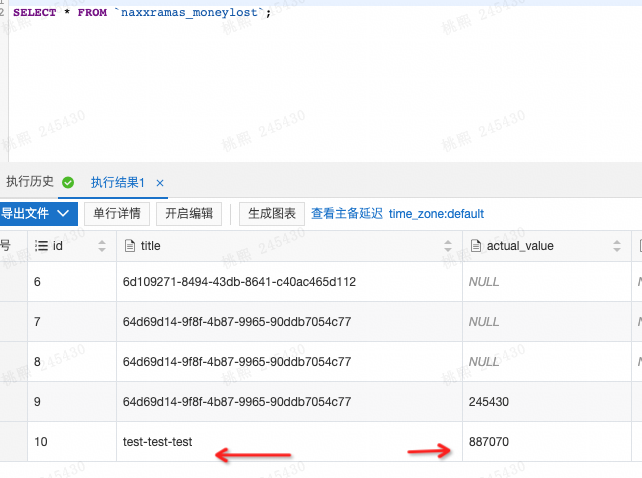 2 SELECT * FROM `naxxramas_moneylost`;
执行历史 执行结果1 ×
导出文件 单行详情 开启编辑 生成图表 查看主备延迟 time_zone:default
号 id title actual_value
6 6d109271-8494-43db-8641-c40ac465d112 NULL
7 64d69d14-9f8f-4b87-9965-90ddb7054c77 NULL
8 64d69d14-9f8f-4b87-9965-90ddb7054c77 NULL
9 64d69d14-9f8f-4b87-9965-90ddb7054c77 245430
10 test-test-test 887070
桃熙 245430